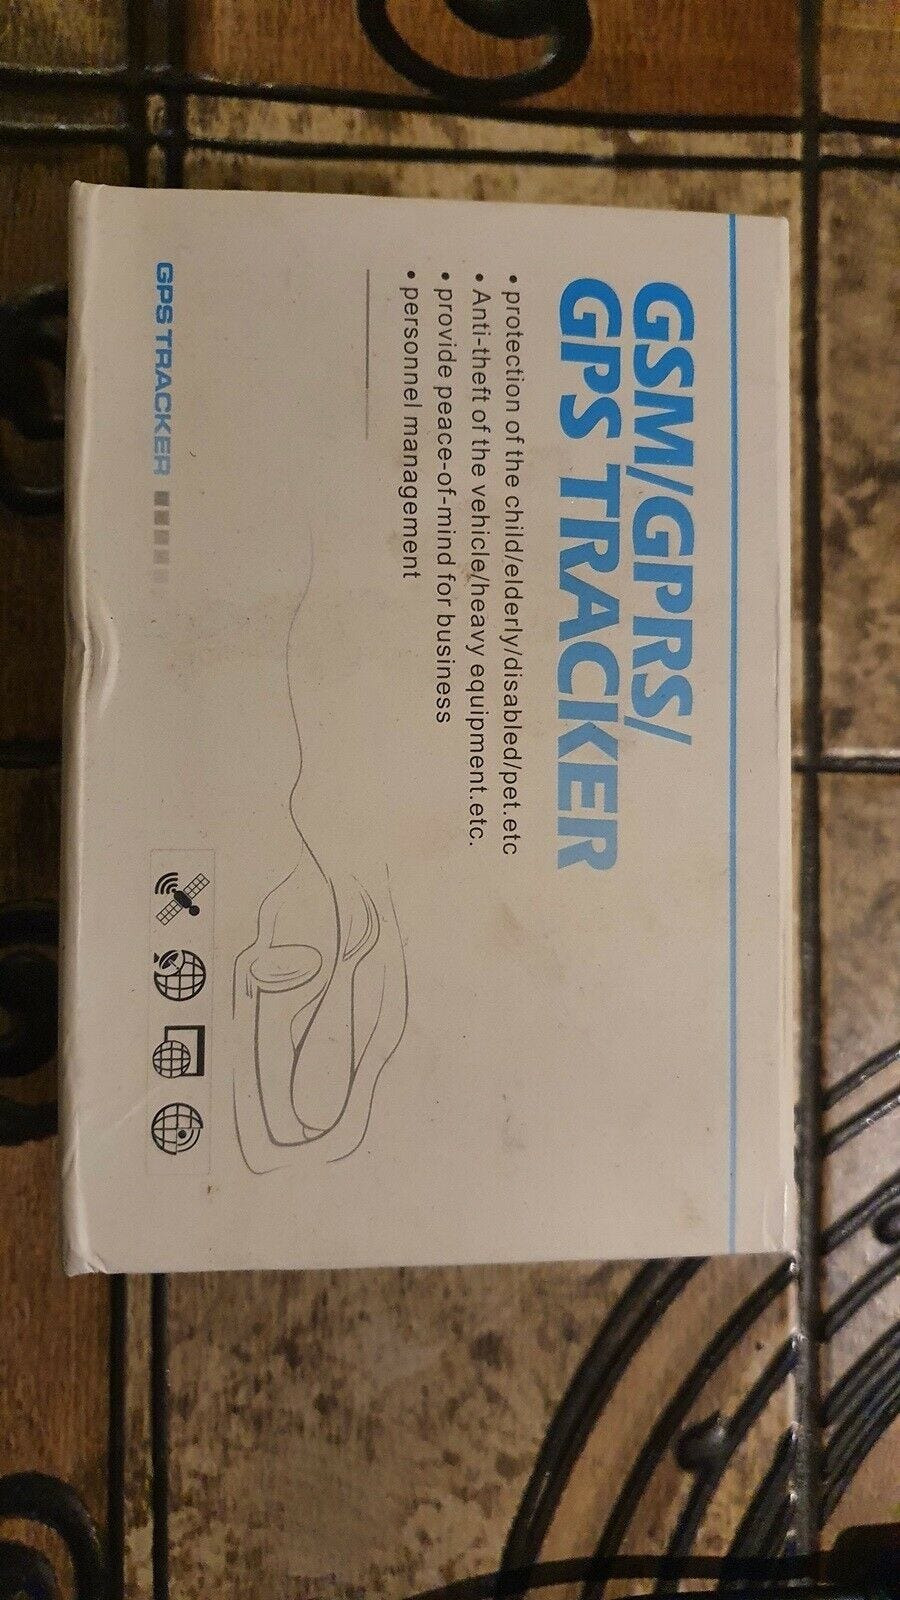 GSM/GPRS/
GPS TRACKER
• protection of the child/elderly/disabled/pet.etc
• Anti-theft of the vehicle/heavy equipment.etc.
• provide peace-of-mind for business
• personnel management
GPS TRACKER